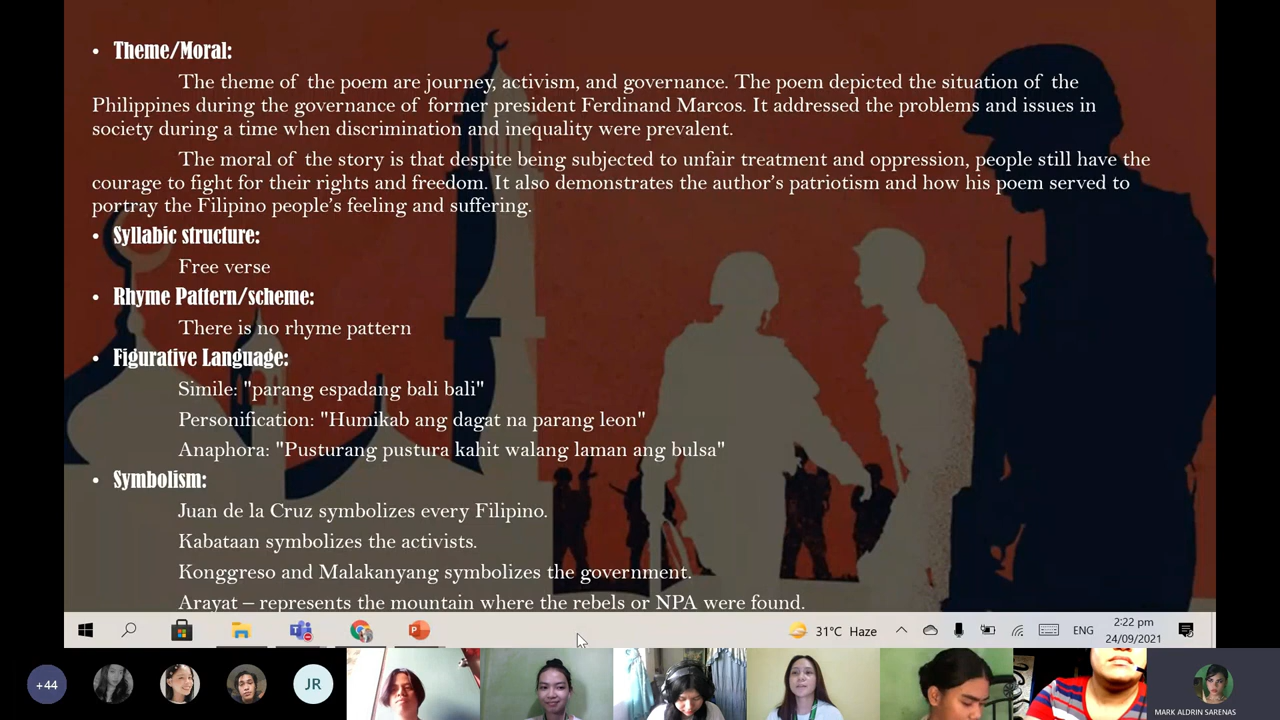 • Theme/Moral:
The theme of the poem are journey, activism, and governance. The poem depicted the situation of the
Philippines during the governance of former president Ferdinand Marcos. It addressed the problems and issues in
society during a time when discrimination and inequality were prevalent.
The moral of the story is that despite being subjected to unfair treatment and oppression, people still have the
courage to fight for their rights and freedom. It also demonstrates the author's patriotism and how his poem served to
portray the Filipino people's feeling and suffering.
• Syllabic structure:
Free verse
• Rhyme Pattern/scheme:
There is no rhyme pattern
• Figurative Language:
Simile: "parang espadang bali bali"
Personification: "Humikab ang dagat na parang leon"
Anaphora: "Pusturang pustura kahit walang laman ang bulsa"
• Symbolism:
Juan de la Cruz symbolizes every Filipino.
Kabataan symbolizes the activists.
Konggreso and Malakanyang symbolizes the government.
Arayat – represents the mountain where the rebels or NPA were found.
31°C Haze
ENG
2:22 pm
24/09/2021
+44
JR
MARK ALDRIN SARENAS